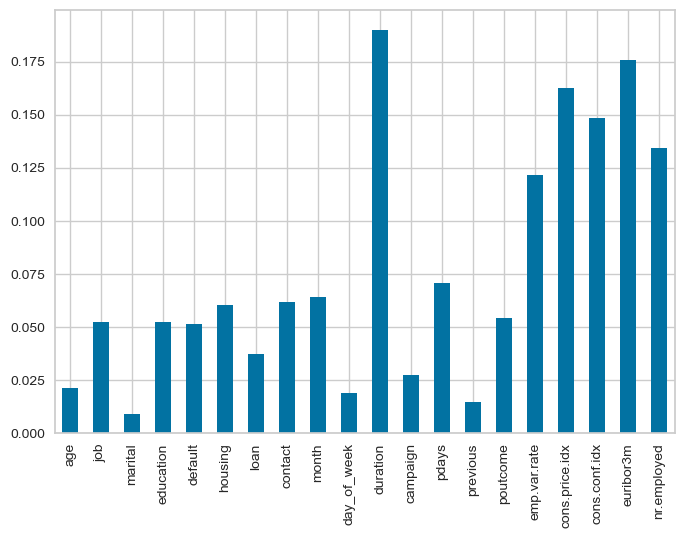 0.175
0.150
0.125
0.100
0.075
0.050
0.025
0.000
age
job
marital
education
default
housing
loan
contact
month
day_of_week
duration
campaign
pdays
previous
poutcome
emp.var.rate
cons.price.idx
cons.conf.idx
euribor3m
nr.employed